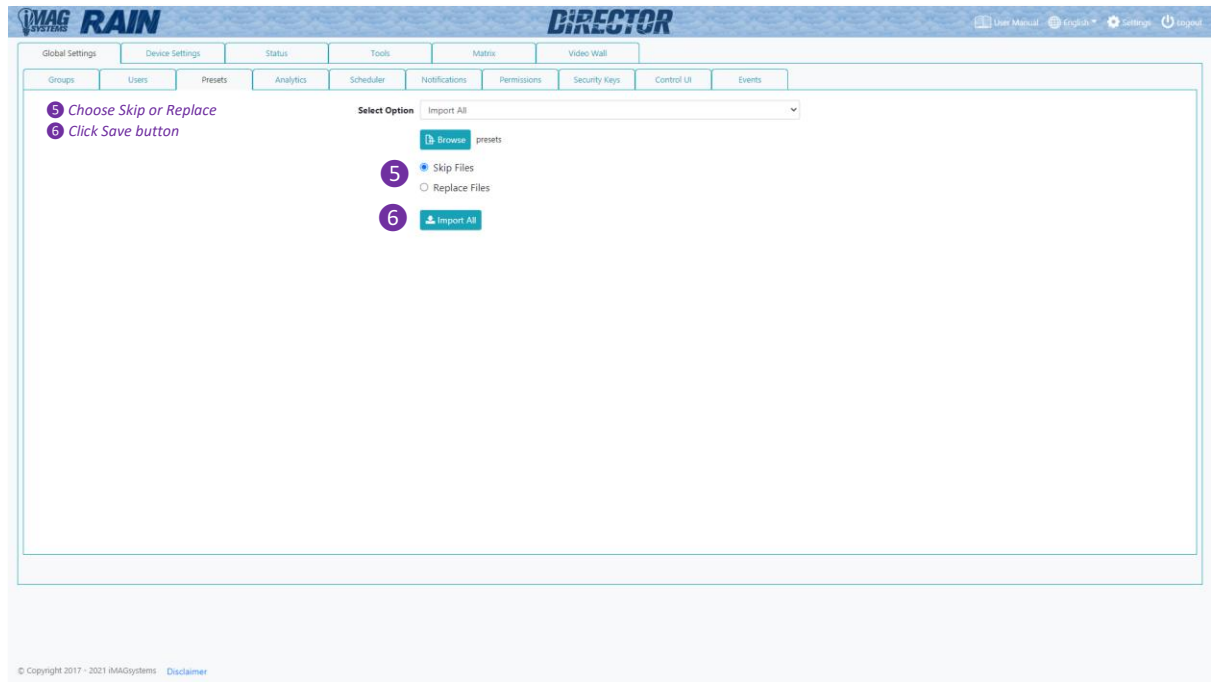 iMAG SYSTEMS RAIN DiRECTOR User Manual English Settings Logout
Global Settings Device Settings Status Tools Matrix Video Wall
Groups Users Presets Analytics Scheduler Notifications Permissions Security Keys Control UI Events
5 Choose Skip or Replace
6 Click Save button
Select Option Import All
Browse presets
5 Skip Files
Replace Files
6 Import All
© Copyright 2017 - 2021 iMAGsystems Disclaimer